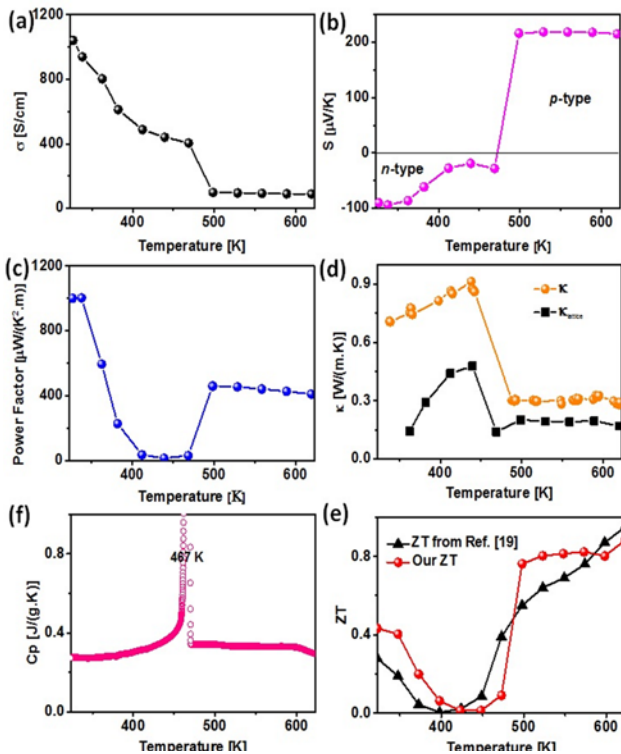 (a)
1200
800
400
0
σ [S/cm]
400
500
600
Temperature [K]
(b)
200
100
0
-100
S [μV/K]
p-type
n-type
400
500
600
Temperature [K]
(c)
1200
800
400
0
Power Factor [μW/(K².m)]
400
500
600
Temperature [K]
(d)
0.9
0.6
0.3
0.0
κ [W/(m.K)]
κ
400
500
600
Temperature [K]
(f)
0.8
0.4
0.0
Cp [J/(g.K)]
467 K
400
500
600
Temperature [K]
(e)
0.8
0.4
0.0
ZT
ZT from Ref. [19]
Our ZT
400
500
600
Temperature [K]